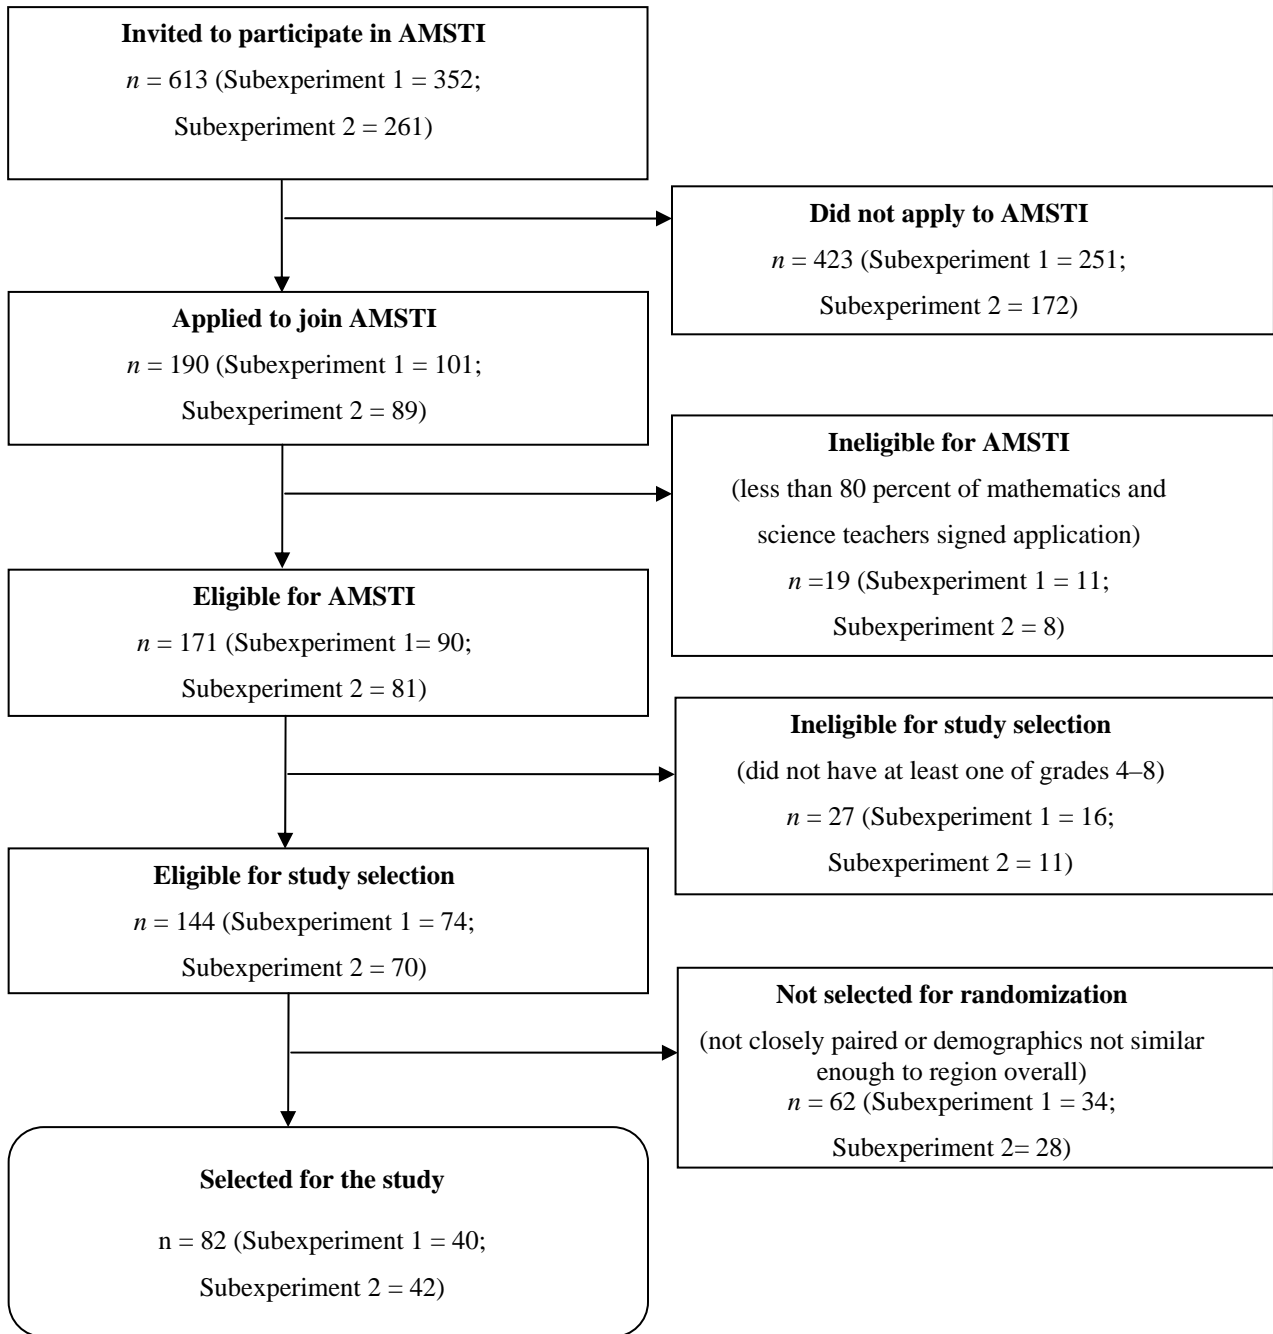 Invited to participate in AMSTI
n = 613 (Subexperiment 1 = 352;
Subexperiment 2 = 261)
Did not apply to AMSTI
n = 423 (Subexperiment 1 = 251;
Subexperiment 2 = 172)
Applied to join AMSTI
n = 190 (Subexperiment 1 = 101;
Subexperiment 2 = 89)
Ineligible for AMSTI
(less than 80 percent of mathematics and
science teachers signed application)
n =19 (Subexperiment 1 = 11;
Subexperiment 2 = 8)
Eligible for AMSTI
n = 171 (Subexperiment 1= 90;
Subexperiment 2 = 81)
Ineligible for study selection
(did not have at least one of grades 4–8)
n = 27 (Subexperiment 1 = 16;
Subexperiment 2 = 11)
Eligible for study selection
n = 144 (Subexperiment 1 = 74;
Subexperiment 2 = 70)
Not selected for randomization
(not closely paired or demographics not similar
enough to region overall)
n = 62 (Subexperiment 1 = 34;
Subexperiment 2= 28)
Selected for the study
n = 82 (Subexperiment 1 = 40;
Subexperiment 2 = 42)